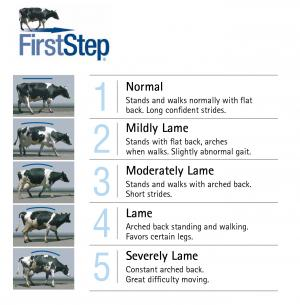 FirstStep
1
Normal
Stands and walks normally with flat
back. Long confident strides.
2
Mildly Lame
Stands with flat back, arches
when walks. Slightly abnormal gait.
3
Moderately Lame
Stands and walks with arched back.
Short strides.
4
Lame
Arched back standing and walking.
Favors certain legs.
5
Severely Lame
Constant arched back.
Great difficulty moving.